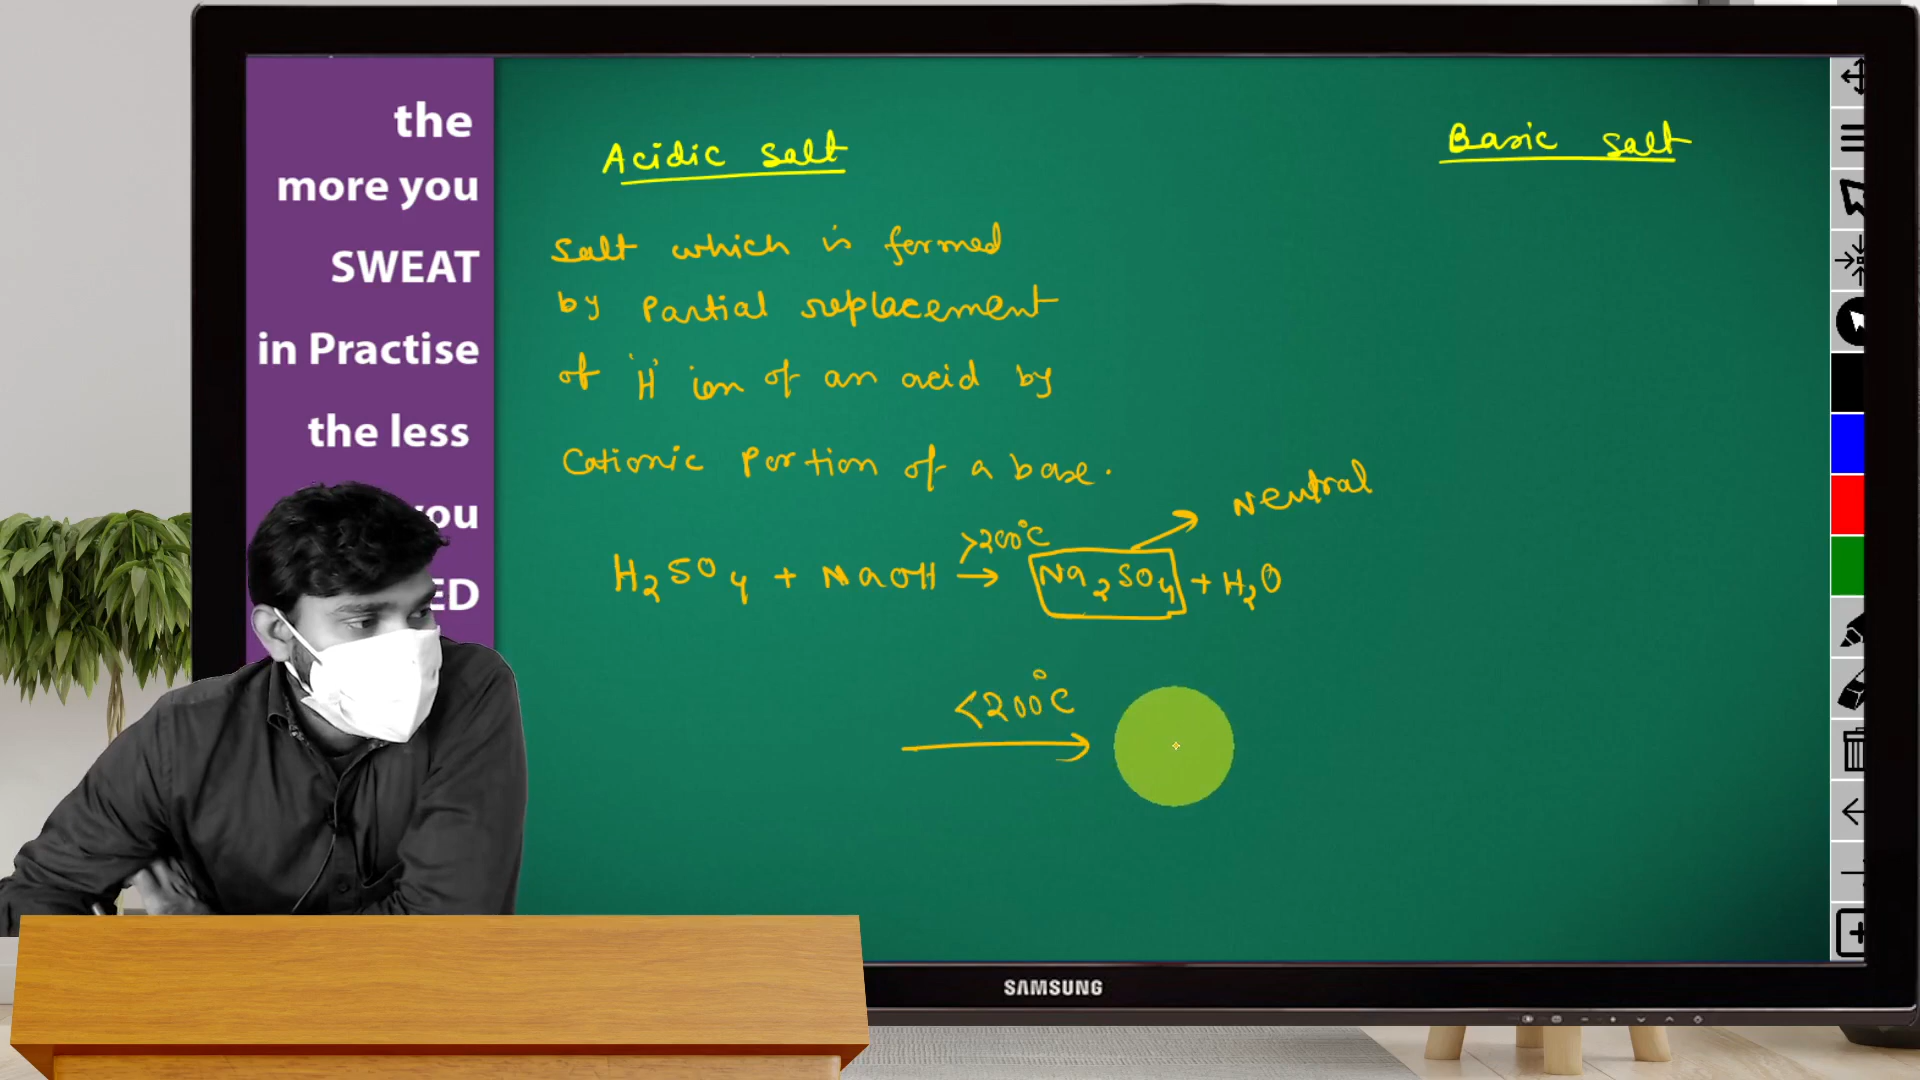 the
more you
SWEAT
in Practise
the less
ou
ED
Acidic Salt
Basic Salt
Salt which is formed
by Partial replacement
of 'H' ion of an acid by
Cationic Portion of a base.
Neutral
>200°C
H₂SO₄ + NaOH → Na₂SO₄ + H₂O
<200°C
SAMSUNG